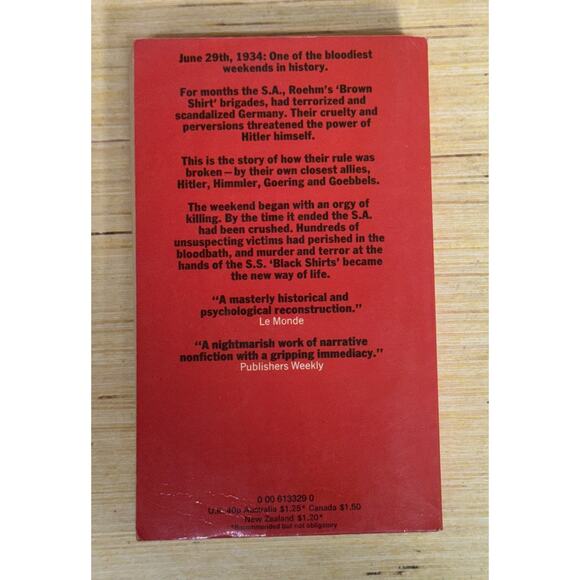 June 29th, 1934: One of the bloodiest
weekends in history.
For months the S.A., Roehm's 'Brown
Shirt' brigades, had terrorized and
scandalized Germany. Their cruelty and
perversions threatened the power of
Hitler himself.
This is the story of how their rule was
broken – by their own closest allies,
Hitler, Himmler, Goering and Goebbels.
The weekend began with an orgy of
killing. By the time it ended the S.A.
had been crushed. Hundreds of
unsuspecting victims had perished in the
bloodbath, and murder and terror at the
hands of the S.S. 'Black Shirts' became
the new way of life.
"A masterly historical and
psychological reconstruction."
Le Monde
"A nightmarish work of narrative
nonfiction with a gripping immediacy."
Publishers Weekly
0 00 613329 0
U.K. 40p Australia $1.25* Canada $1.50
New Zealand $1.20*
*Recommended but not obligatory